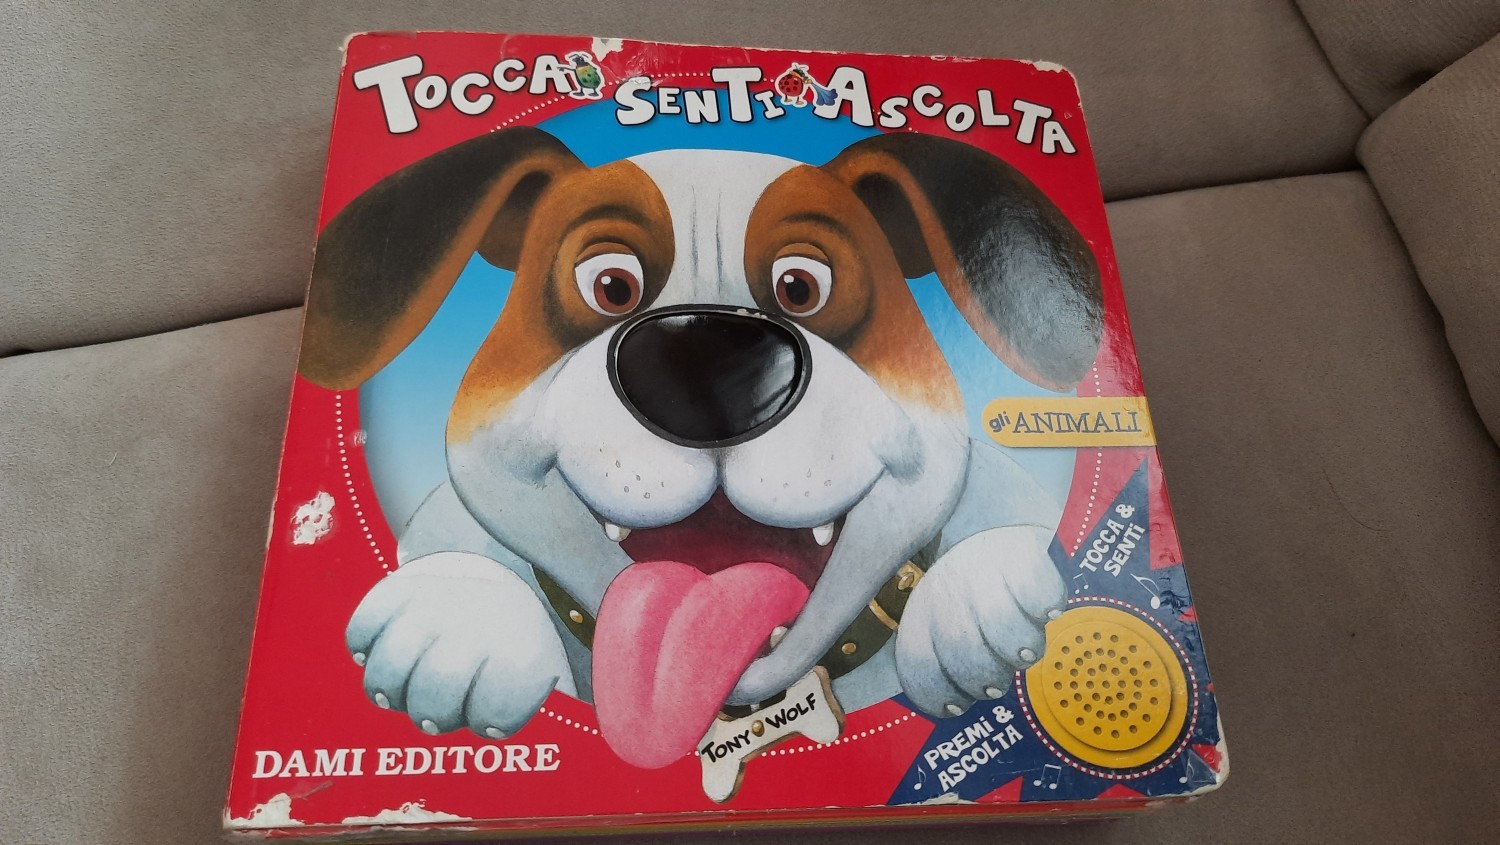 TOCCA SENTI ASCOLTA
gli ANIMALI
TOCCA &
SENTI
PREMI &
ASCOLTA
TONY WOLF
DAMI EDITORE